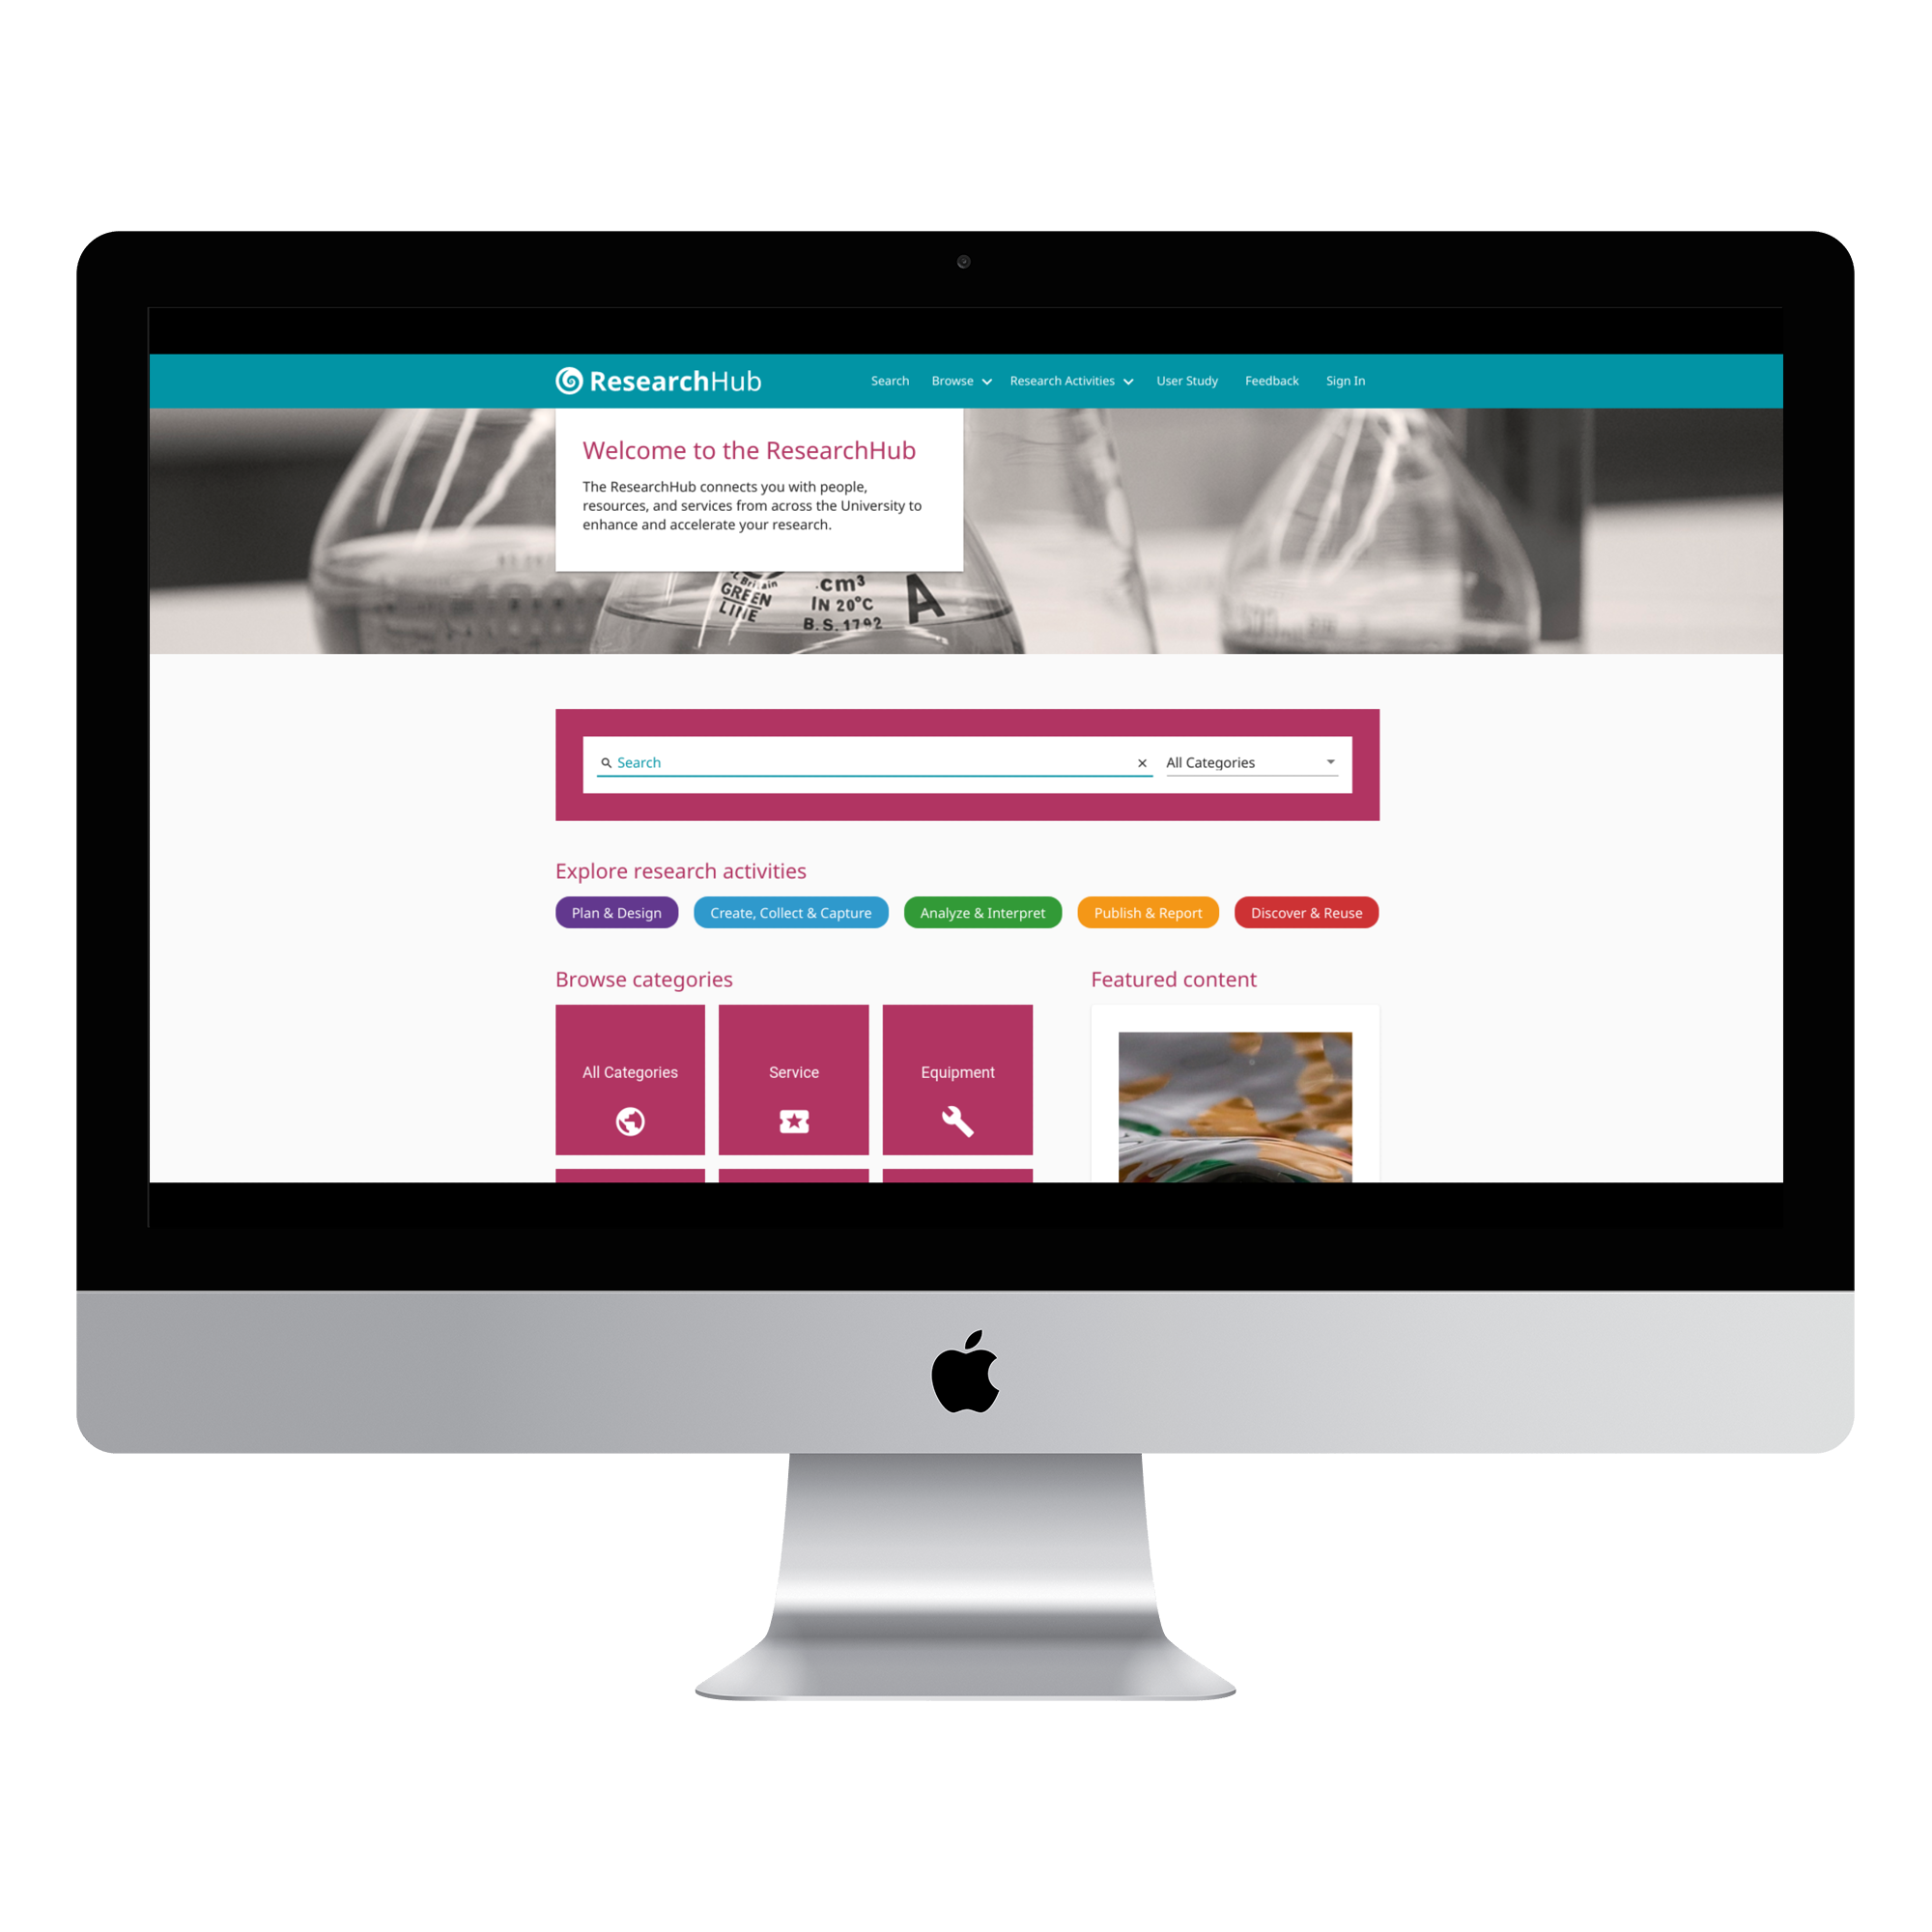 ResearchHub
Search Browse Research Activities User Study Feedback Sign In
Welcome to the ResearchHub
The ResearchHub connects you with people,
resources, and services from across the University to
enhance and accelerate your research.
Britain
GREEN
LINE
cm³
IN 20°C
B.S. 1792
A
Search
All Categories
Explore research activities
Plan & Design
Create, Collect & Capture
Analyze & Interpret
Publish & Report
Discover & Reuse
Browse categories
All Categories
Service
Equipment
Featured content